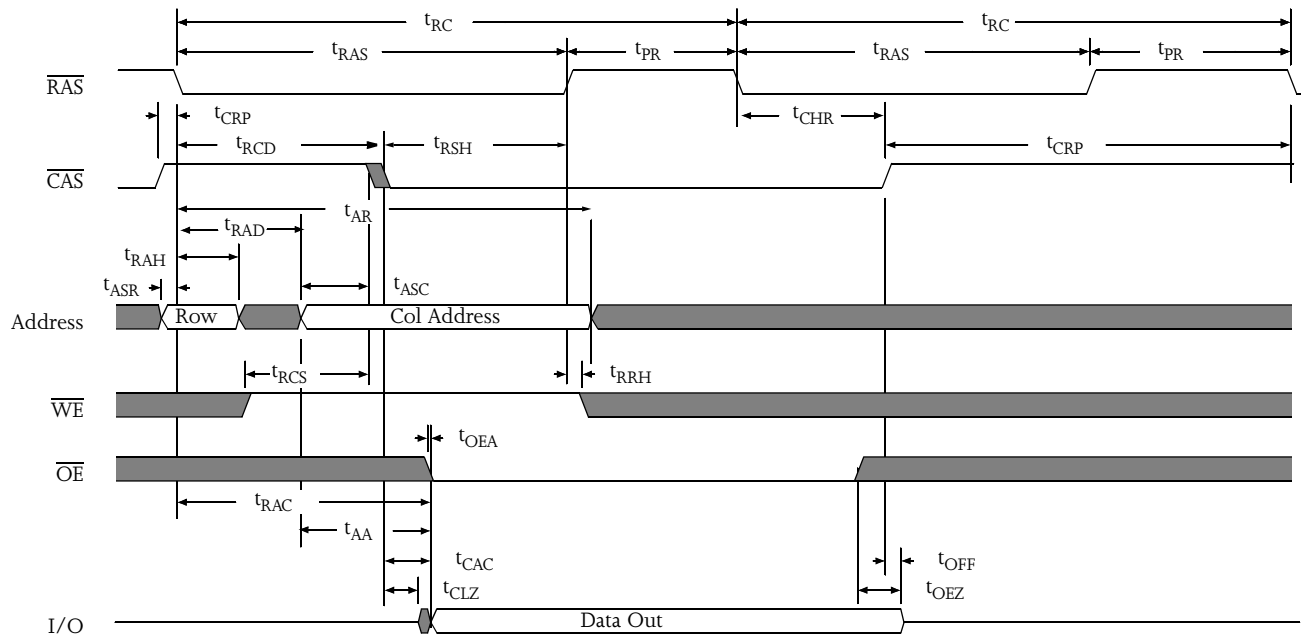 tRC tRC
tRAS tPR tRAS tPR
RAS
tCRP tCHR
tRCD tRSH tCRP
CAS
tAR
tRAD
tRAH
tASR tASC
Address Row Col Address
tRCS tRRH
WE
tOEA
OE
tRAC
tAA
tCAC tOFF
tCLZ tOEZ
I/O Data Out